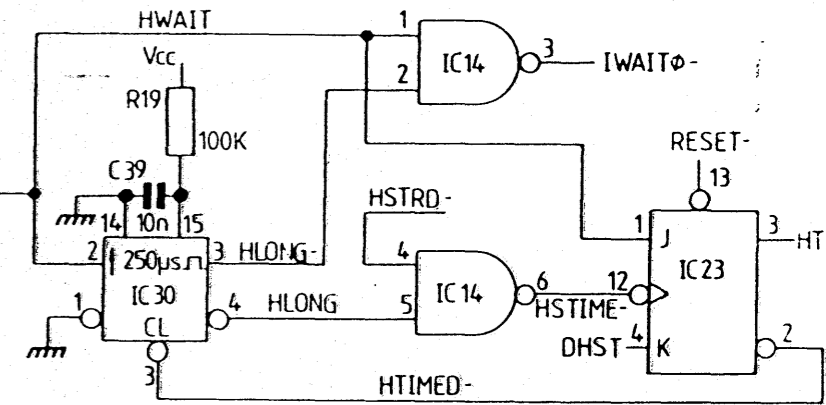 HWAIT
1
IC14
3
IWAITϕ-
2
Vcc
R19
100K
C39
10n
14
15
2
250µs
3
HLONG-
IC30
1
4
HLONG
CL
3
HTIMED-
HSTRD-
4
IC14
5
6
HSTIME-
12
RESET-
13
1
J
3
HT
IC23
DHST
4
K
2